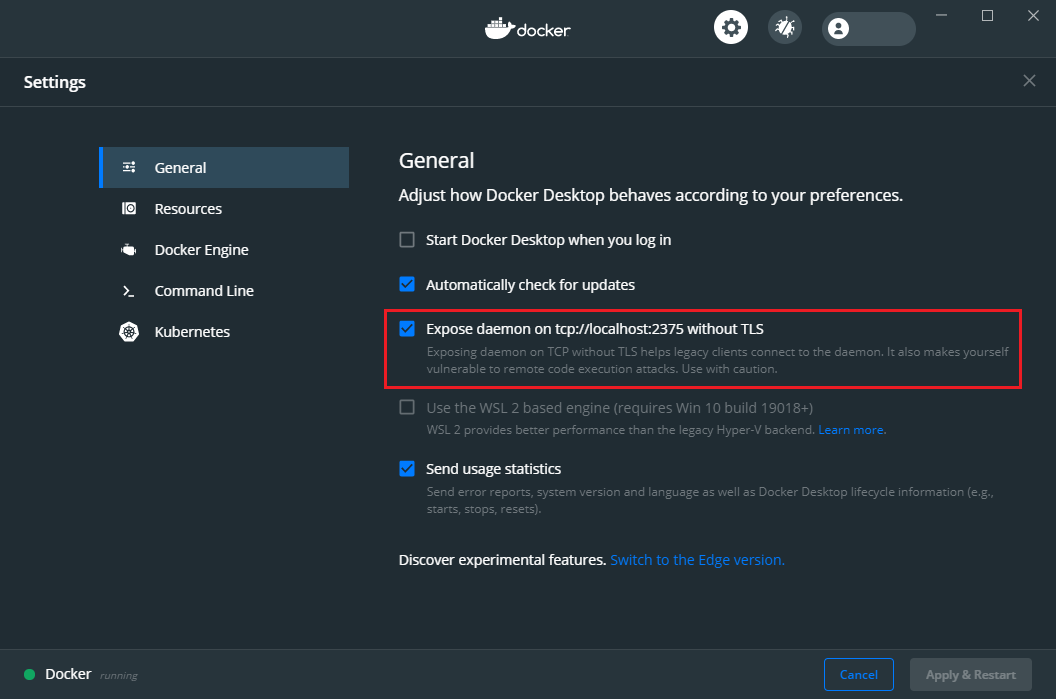 docker
Settings
General
Resources
Docker Engine
Command Line
Kubernetes
General
Adjust how Docker Desktop behaves according to your preferences.
Start Docker Desktop when you log in
Automatically check for updates
Expose daemon on tcp://localhost:2375 without TLS
Exposing daemon on TCP without TLS helps legacy clients connect to the daemon. It also makes yourself
vulnerable to remote code execution attacks. Use with caution.
Use the WSL 2 based engine (requires Win 10 build 19018+)
WSL 2 provides better performance than the legacy Hyper-V backend. Learn more.
Send usage statistics
Send error reports, system version and language as well as Docker Desktop lifecycle information (e.g.,
starts, stops, resets).
Discover experimental features. Switch to the Edge version.
Docker running
Cancel
Apply & Restart